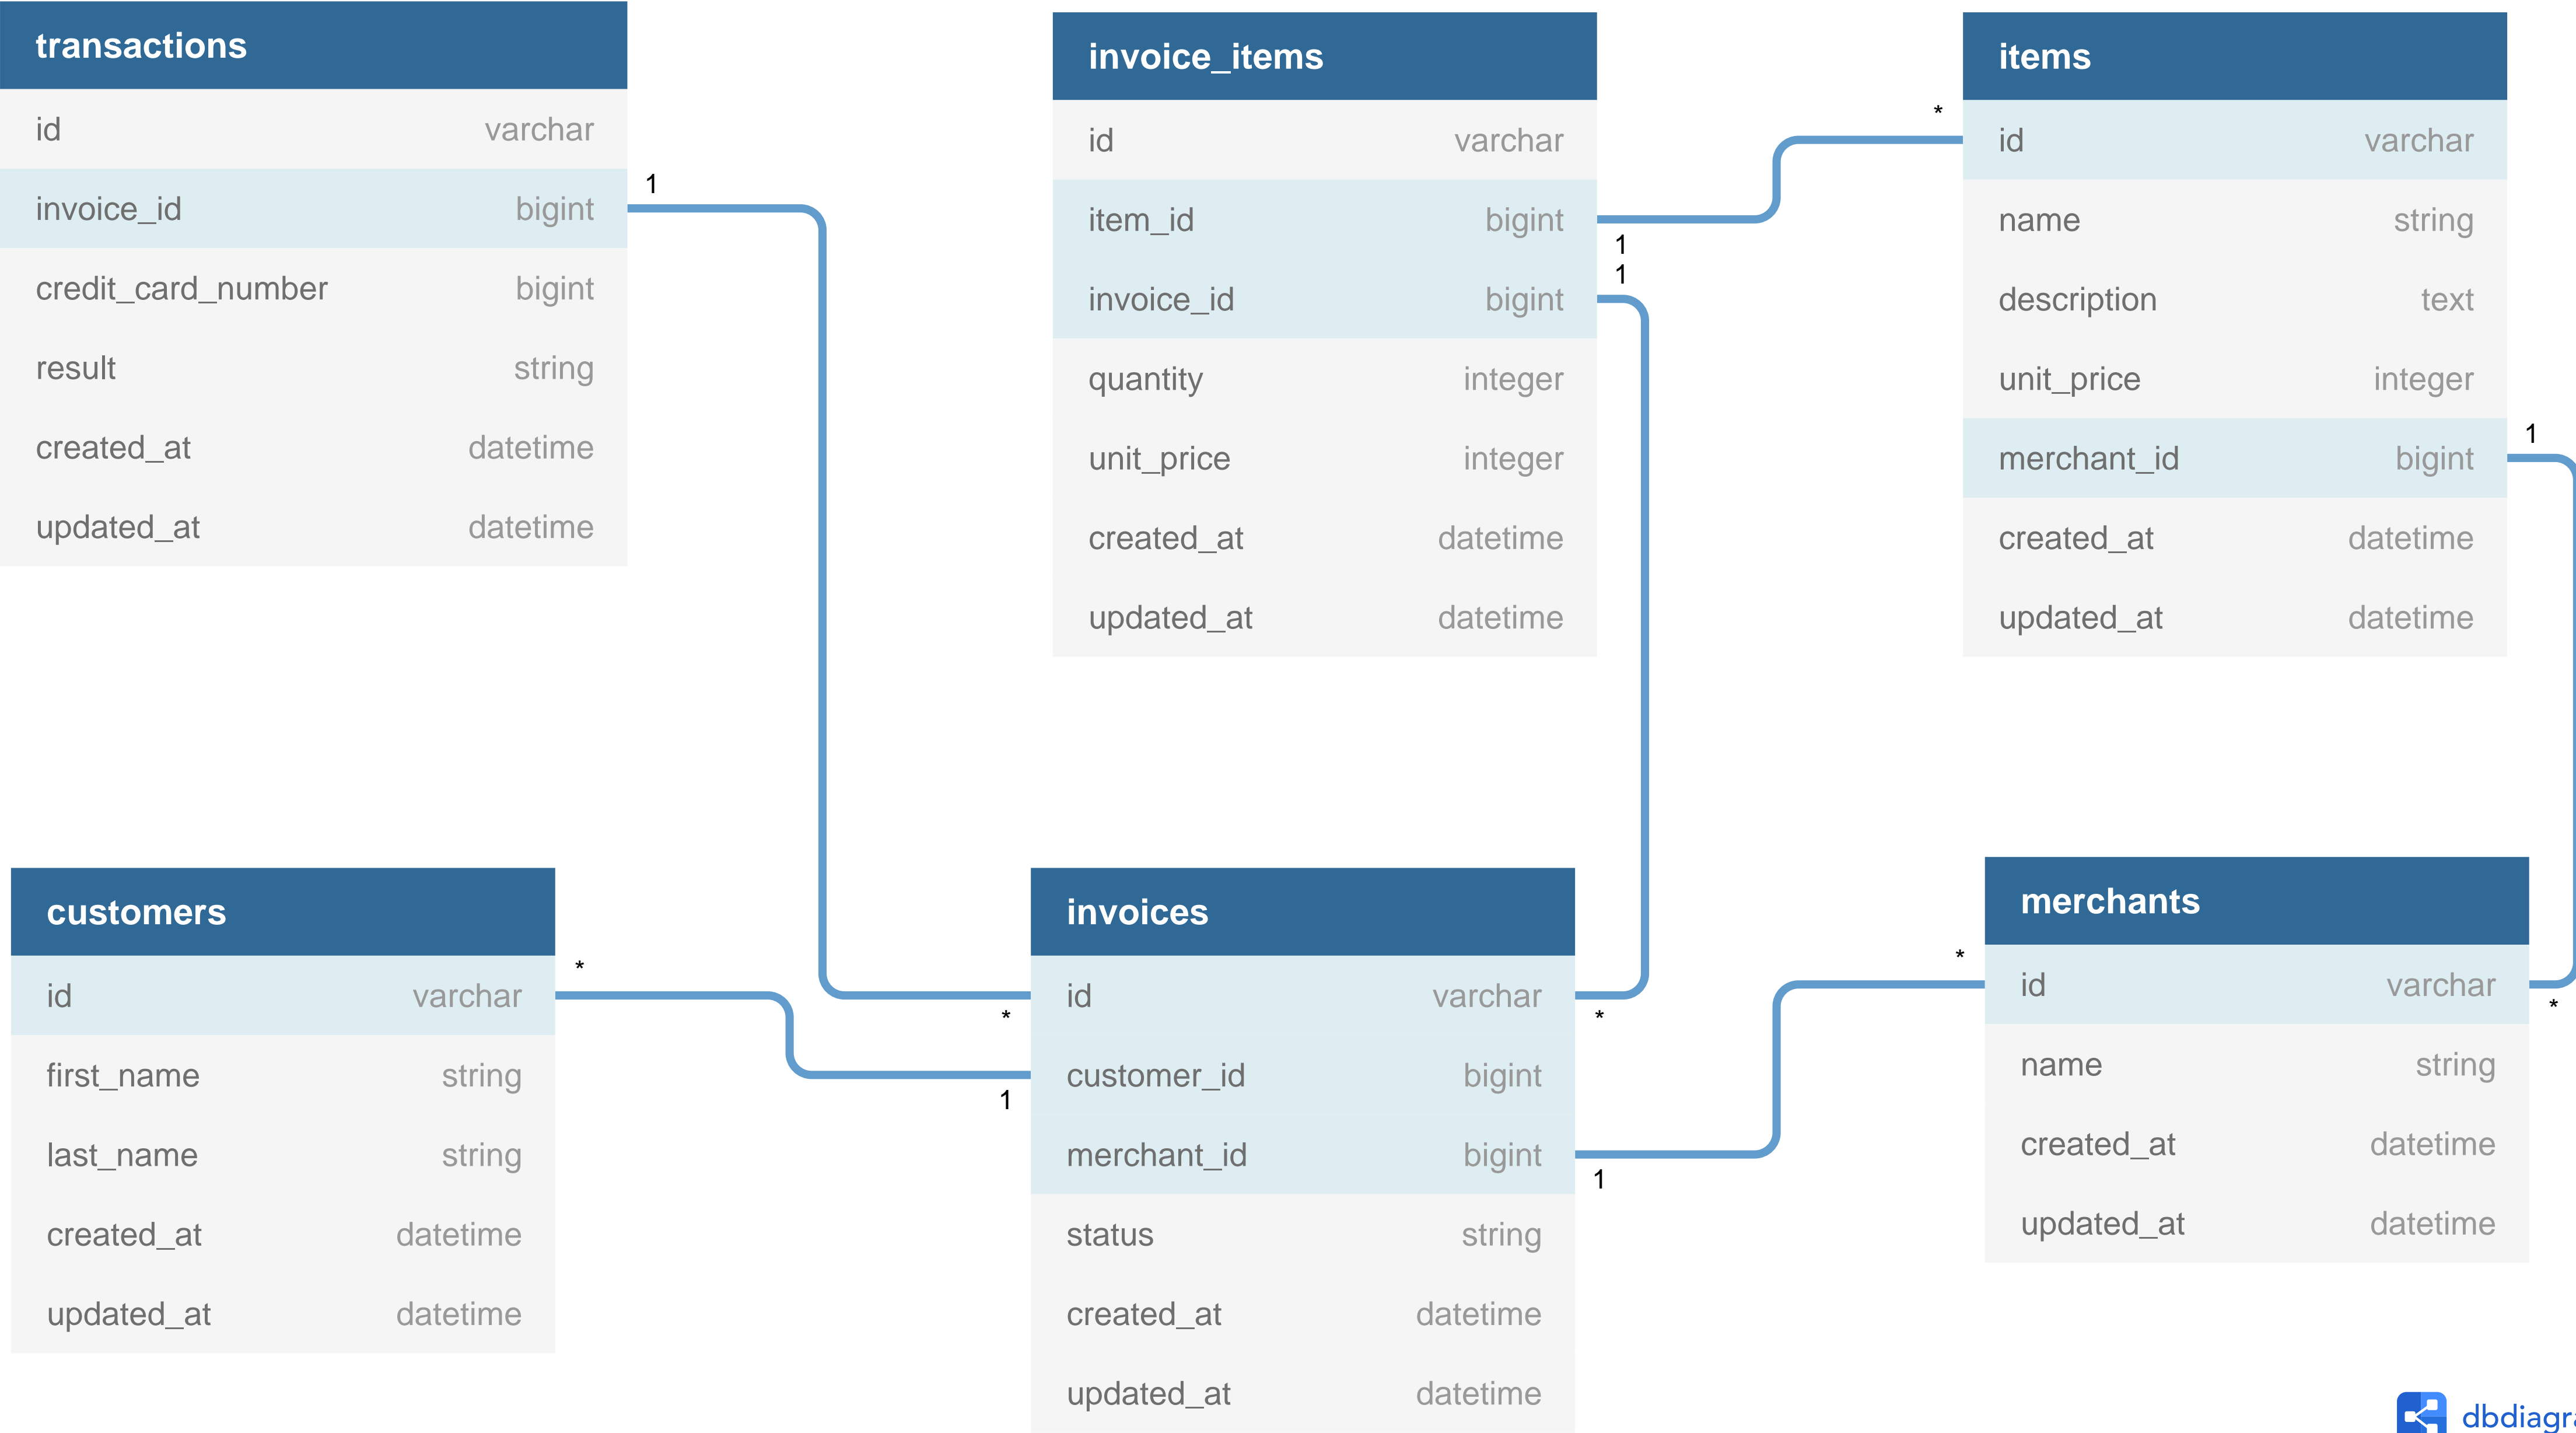 transactions
id varchar
invoice_id bigint
credit_card_number bigint
result string
created_at datetime
updated_at datetime
1
invoice_items
id varchar
item_id bigint
invoice_id bigint
quantity integer
unit_price integer
created_at datetime
updated_at datetime
1
1
*
items
id varchar
name string
description text
unit_price integer
merchant_id bigint
created_at datetime
updated_at datetime
1
customers
id varchar
first_name string
last_name string
created_at datetime
updated_at datetime
*
*
1
invoices
id varchar
customer_id bigint
merchant_id bigint
status string
created_at datetime
updated_at datetime
*
1
*
merchants
id varchar
name string
created_at datetime
updated_at datetime
*